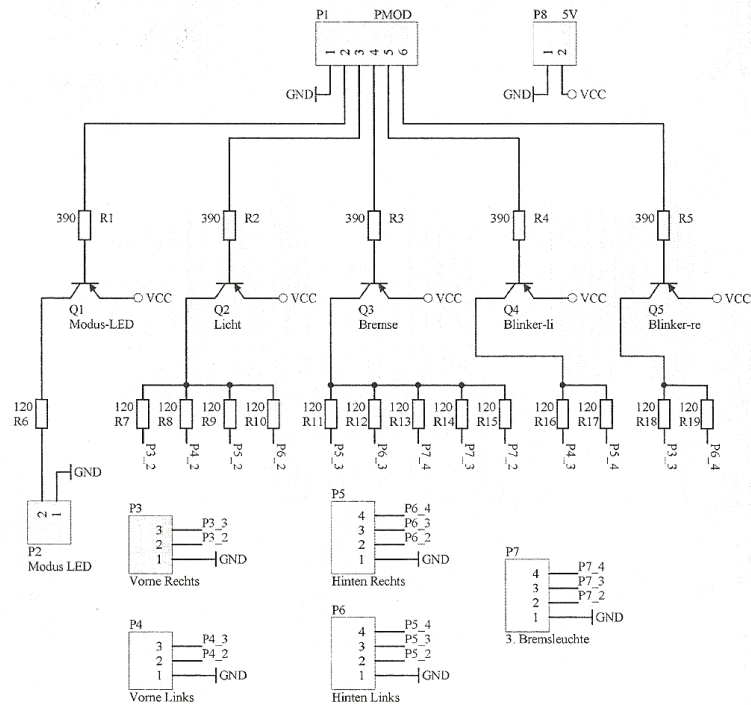 P1 PMOD
1 2 3 4 5 6
GND
P8 5V
1 2
GND VCC
390 R1
390 R2
390 R3
390 R4
390 R5
VCC
VCC
VCC
VCC
VCC
Q1
Modus-LED
Q2
Licht
Q3
Bremse
Q4
Blinker-li
Q5
Blinker-re
120
R6
120
R7
120
R8
120
R9
120
R10
120
R11
120
R12
120
R13
120
R14
120
R15
120
R16
120
R17
120
R18
120
R19
P3_2
P4_2
P5_2
P6_2
P5_3
P6_3
P7_4
P7_3
P7_2
P4_3
P5_4
P3_3
P6_4
GND
2 1
P2
Modus LED
P3
3 P3_3
2 P3_2
1 GND
Vorne Rechts
P5
4 P6_4
3 P6_3
2 P6_2
1 GND
Hinten Rechts
P7
4 P7_4
3 P7_3
2 P7_2
1 GND
3. Bremsleuchte
P4
3 P4_3
2 P4_2
1 GND
Vorne Links
P6
4 P5_4
3 P5_3
2 P5_2
1 GND
Hinten Links